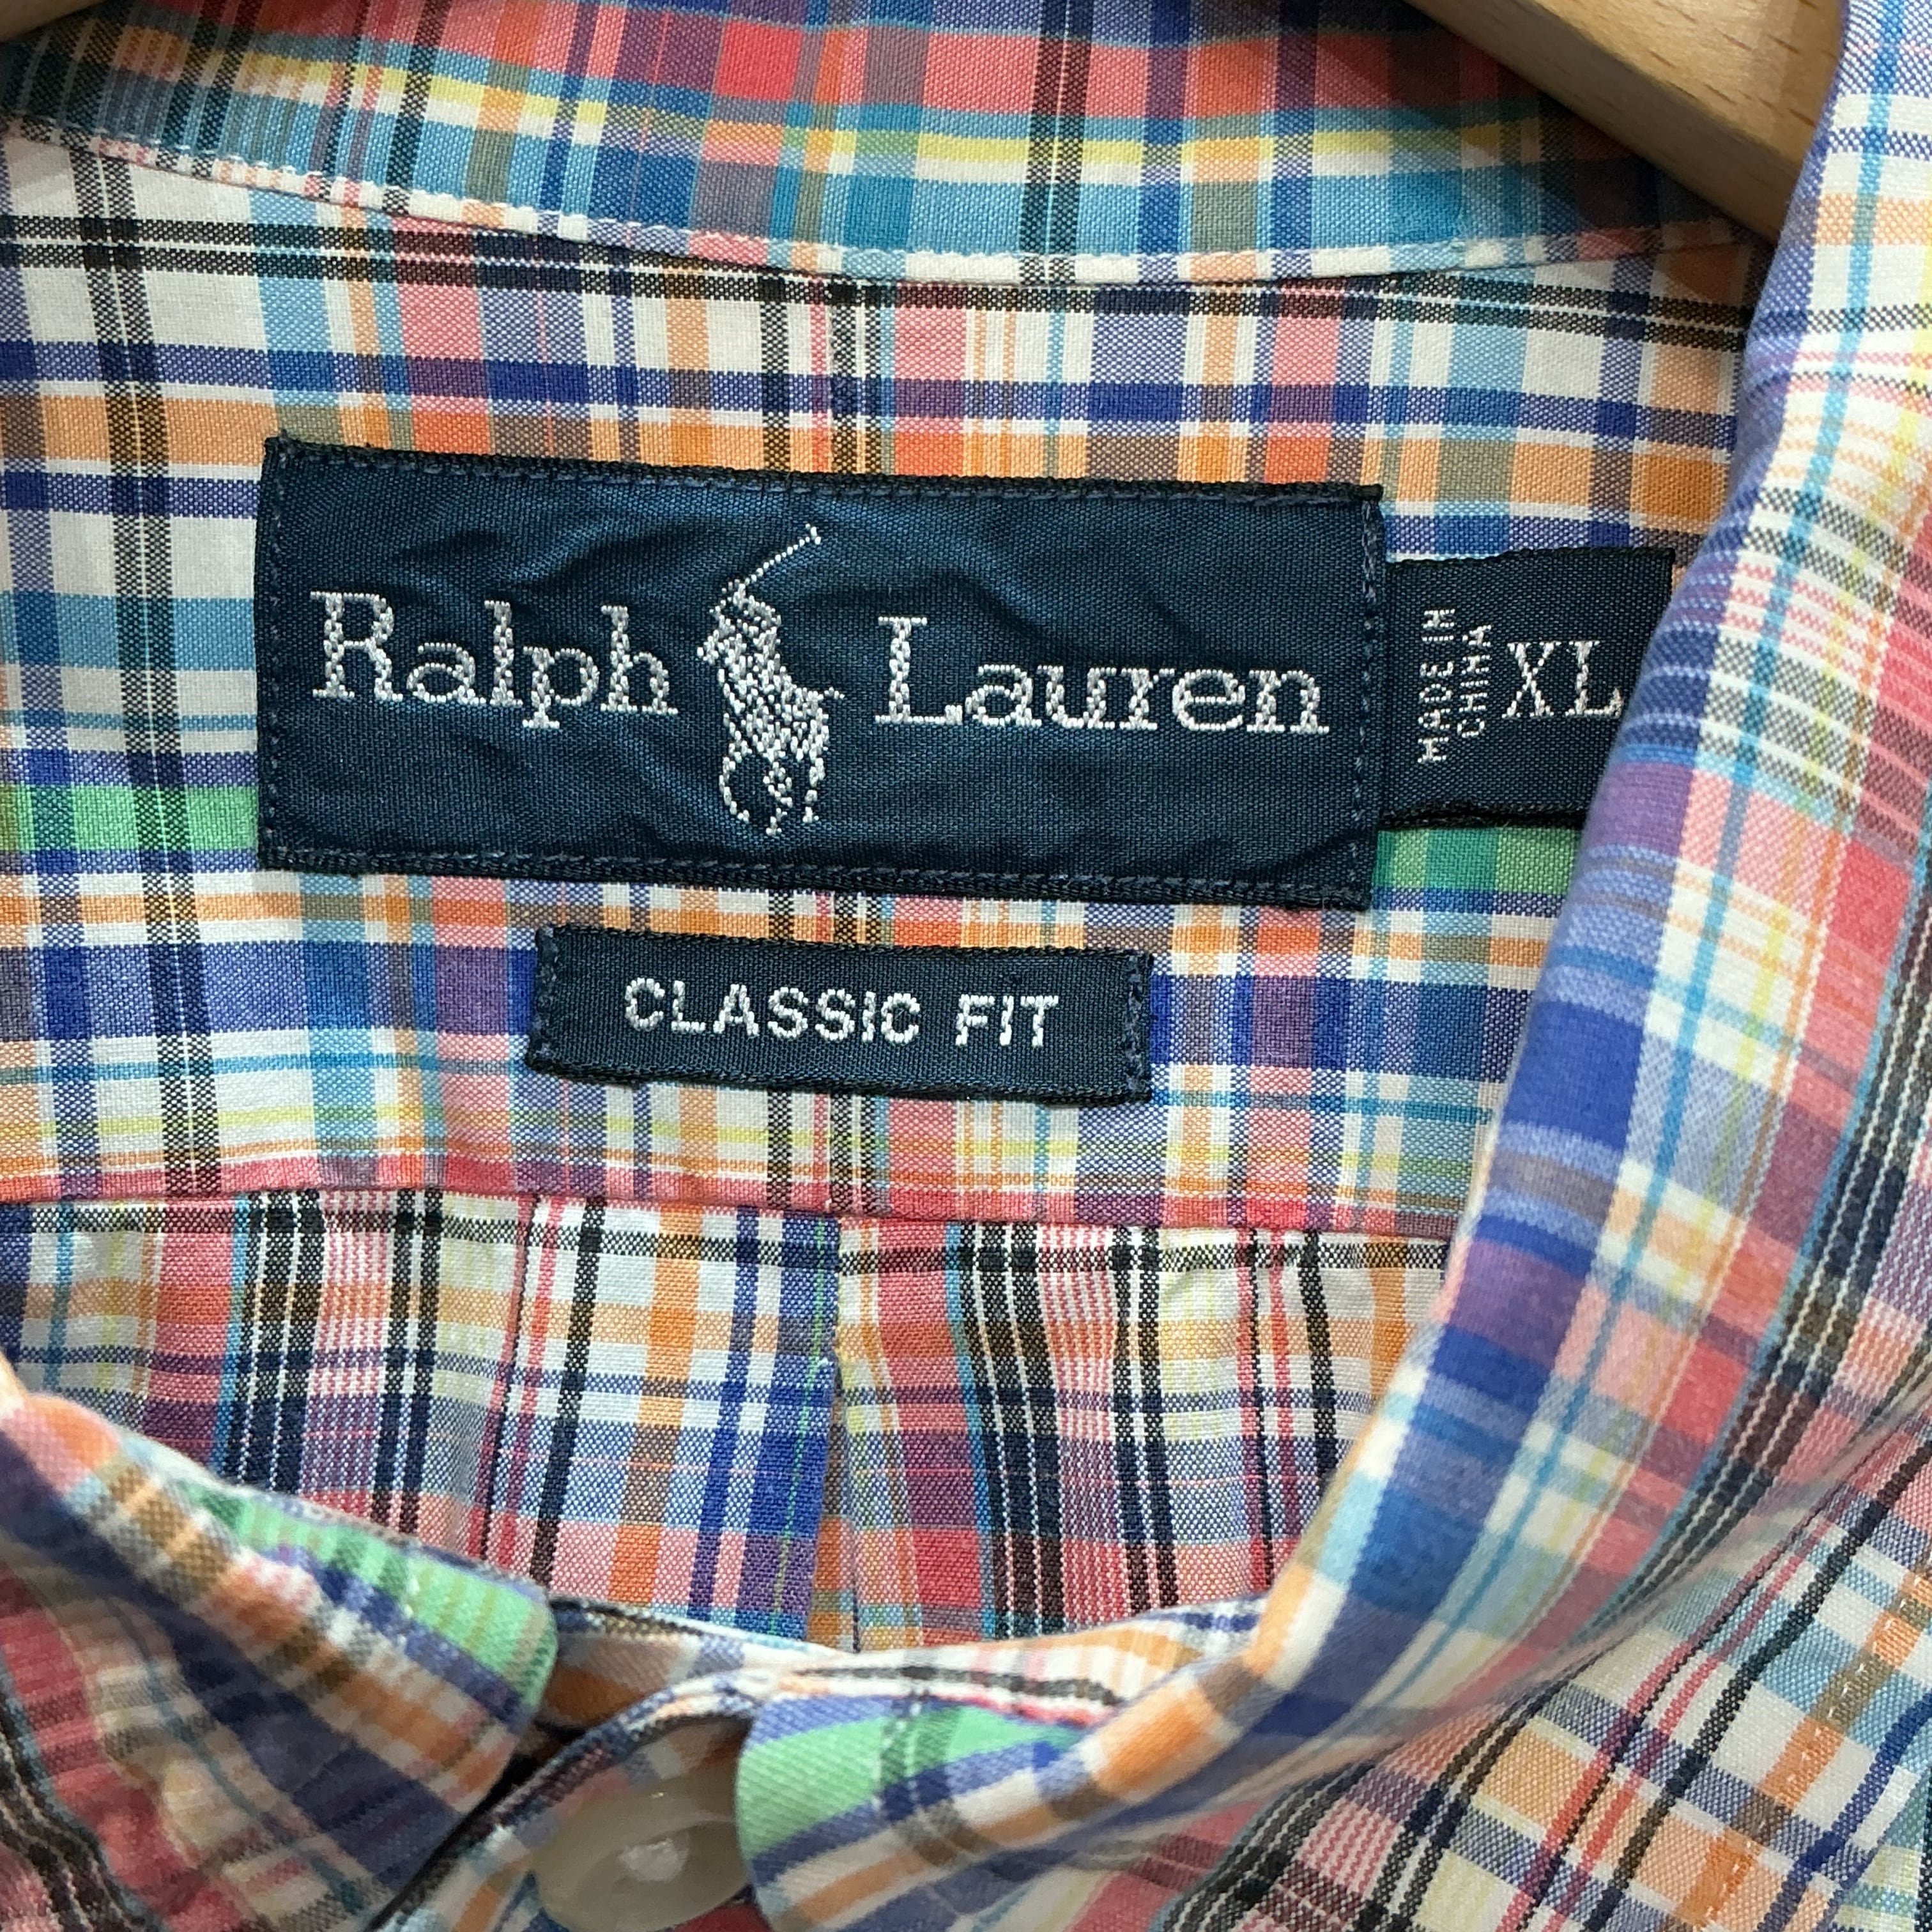 Ralph Lauren
MADE IN
CHINA
XL
CLASSIC FIT